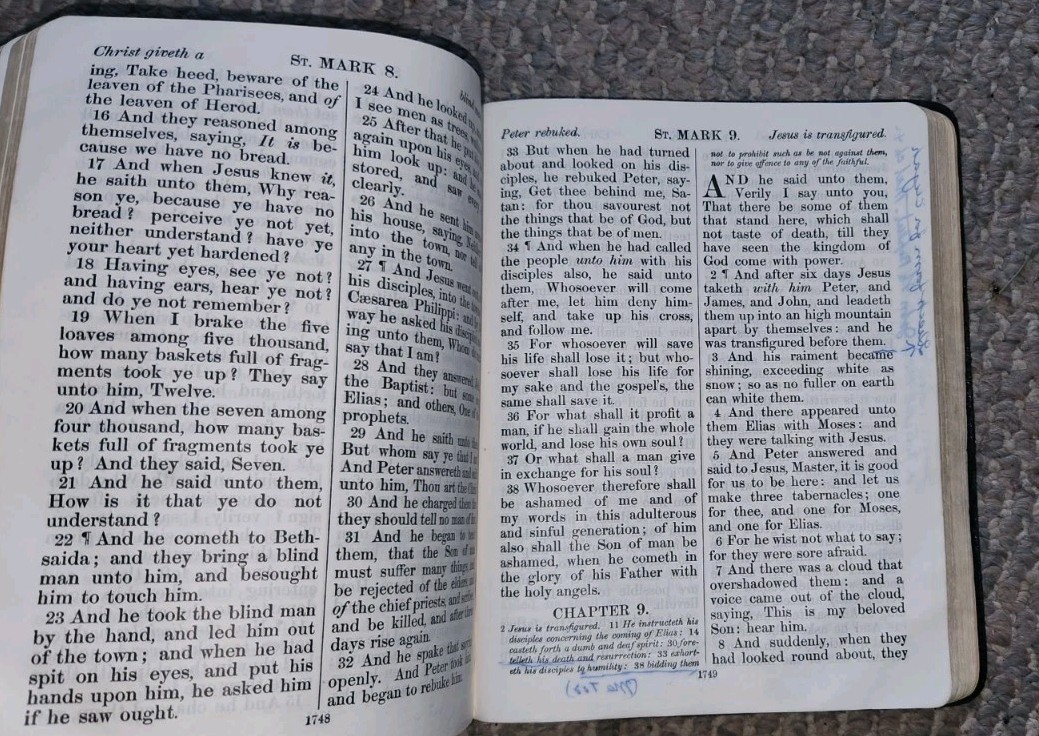 Christ giveth a
St. MARK 8.
ing, Take heed, beware of the
leaven of the Pharisees, and of
the leaven of Herod.
16 And they reasoned among
themselves, saying, It is be-
cause we have no bread.
17 And when Jesus knew it,
he saith unto them, Why rea-
son ye, because ye have no
bread? perceive ye not yet,
neither understand? have ye
your heart yet hardened?
18 Having eyes, see ye not?
and having ears, hear ye not?
and do ye not remember?
19 When I brake the five
loaves among five thousand,
how many baskets full of frag-
ments took ye up? They say
unto him, Twelve.
20 And when the seven among
four thousand, how many bas-
kets full of fragments took ye
up? And they said, Seven.
21 And he said unto them,
How is it that ye do not
understand?
22 ¶ And he cometh to Beth-
saida; and they bring a blind
man unto him, and besought
him to touch him.
23 And he took the blind man
by the hand, and led him out
of the town; and when he had
spit on his eyes, and put his
hands upon him, he asked him
if he saw ought.
24 And he looked
I see men as trees,
25 After that he put
again upon his eyes,
him look up: and he
stored, and saw every
clearly.
26 And he sent him
his house, saying,
into the town, nor tell
any in the town.
27 ¶ And Jesus went
his disciples, into the
Cæsarea Philippi: and
way he asked his discip
ing unto them, Whom do
say that I am?
28 And they answered,
the Baptist: but some
Elias; and others, One of
prophets.
29 And he saith unto
But whom say ye that I
And Peter answereth and
unto him, Thou art the
30 And he charged them
they should tell no man of
31 And he began to
them, that the Son of
must suffer many things,
be rejected of the elders,
of the chief priests, and
and be killed, and after
days rise again.
32 And he spake that
openly. And Peter took
and began to rebuke him.
1748
Peter rebuked.
St. MARK 9.
Jesus is transfigured.
33 But when he had turned
about and looked on his dis-
ciples, he rebuked Peter, say-
ing, Get thee behind me, Sa-
tan: for thou savourest not
the things that be of God, but
the things that be of men.
34 ¶ And when he had called
the people unto him with his
disciples also, he said unto
them, Whosoever will come
after me, let him deny him-
self, and take up his cross,
and follow me.
35 For whosoever will save
his life shall lose it; but who-
soever shall lose his life for
my sake and the gospel's, the
same shall save it.
36 For what shall it profit a
man, if he shall gain the whole
world, and lose his own soul?
37 Or what shall a man give
in exchange for his soul?
38 Whosoever therefore shall
be ashamed of me and of
my words in this adulterous
and sinful generation; of him
also shall the Son of man be
ashamed, when he cometh in
the glory of his Father with
the holy angels.
CHAPTER 9.
2 Jesus is transfigured. 11 He instructeth his
disciples concerning the coming of Elias: 14
casteth forth a dumb and deaf spirit: 30 fore-
telleth his death and resurrection: 33 exhort-
eth his disciples to humility: 38 bidding them
not to prohibit such as be not against them,
nor to give offence to any of the faithful.
AND he said unto them,
Verily I say unto you,
That there be some of them
that stand here, which shall
not taste of death, till they
have seen the kingdom of
God come with power.
2 ¶ And after six days Jesus
taketh with him Peter, and
James, and John, and leadeth
them up into an high mountain
apart by themselves: and he
was transfigured before them.
3 And his raiment became
shining, exceeding white as
snow; so as no fuller on earth
can white them.
4 And there appeared unto
them Elias with Moses: and
they were talking with Jesus.
5 And Peter answered and
said to Jesus, Master, it is good
for us to be here: and let us
make three tabernacles; one
for thee, and one for Moses,
and one for Elias.
6 For he wist not what to say;
for they were sore afraid.
7 And there was a cloud that
overshadowed them: and a
voice came out of the cloud,
saying, This is my beloved
Son: hear him.
8 And suddenly, when they
had looked round about, they
1749